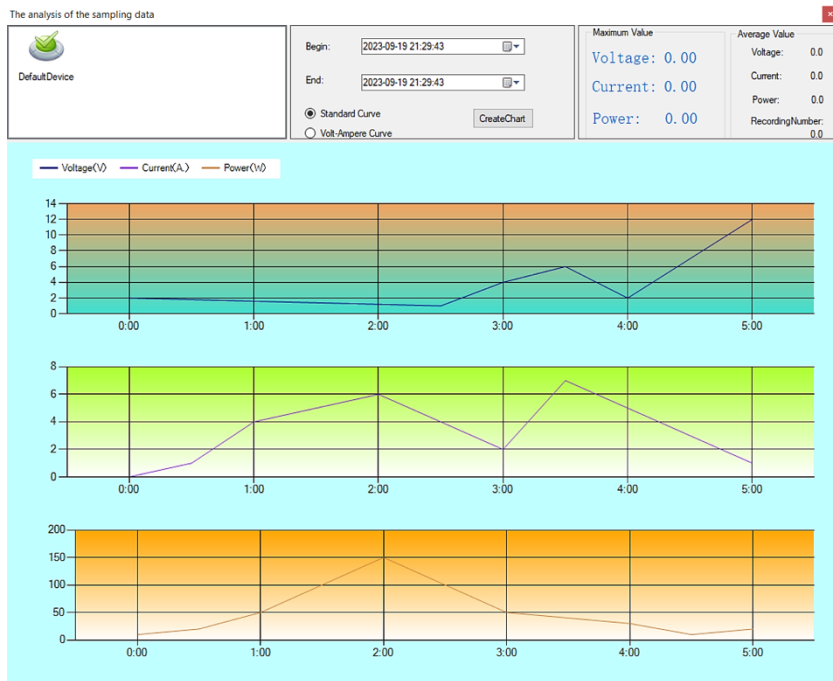 The analysis of the sampling data
DefaultDevice
Begin: 2023-09-19 21:29:43
End: 2023-09-19 21:29:43
Standard Curve
Volt-Ampere Curve
CreateChart
Maximum Value
Voltage: 0.00
Current: 0.00
Power: 0.00
Average Value
Voltage: 0.0
Current: 0.0
Power: 0.0
RecordingNumber:
0.0
Voltage(V) Current(A.) Power(W)
14
12
10
8
6
4
2
0
0:00 1:00 2:00 3:00 4:00 5:00
8
6
4
2
0
0:00 1:00 2:00 3:00 4:00 5:00
200
150
100
50
0
0:00 1:00 2:00 3:00 4:00 5:00